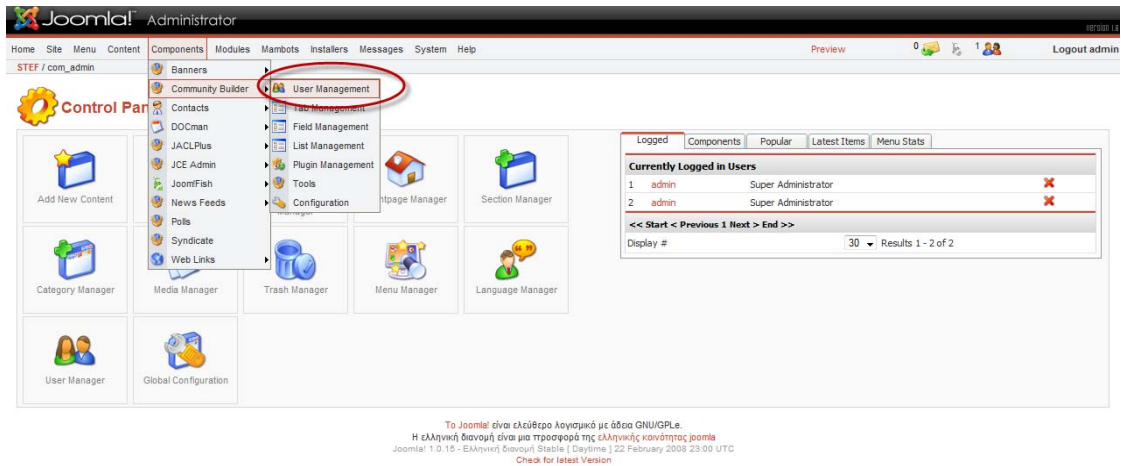 Joomla! Administrator
Version 1.0
Home Site Menu Content Components Modules Mambots Installers Messages System Help Preview 0 1 Logout admin
STEF / com_admin
Control Pan
Banners
Community Builder
Contacts
DOCman
JACLPlus
JCE Admin
Joom!Fish
News Feeds
Polls
Syndicate
Web Links
User Management
Tab Management
Field Management
List Management
Plugin Management
Tools
Configuration
Add New Content
Manager
ntpage Manager
Section Manager
Category Manager
Media Manager
Trash Manager
Menu Manager
Language Manager
User Manager
Global Configuration
Logged Components Popular Latest Items Menu Stats
Currently Logged in Users
1 admin Super Administrator
2 admin Super Administrator
<< Start < Previous 1 Next > End >>
Display # 30 Results 1 - 2 of 2
Το Joomla! είναι ελεύθερο λογισμικό με άδεια GNU/GPLe.
Η ελληνική διανομή είναι μια προσφορά της ελληνικής κοινότητας joomla
Joomla! 1.0.15 - Ελληνική διανομή Stable [ Daytime ] 22 February 2008 23:00 UTC
Check for latest Version